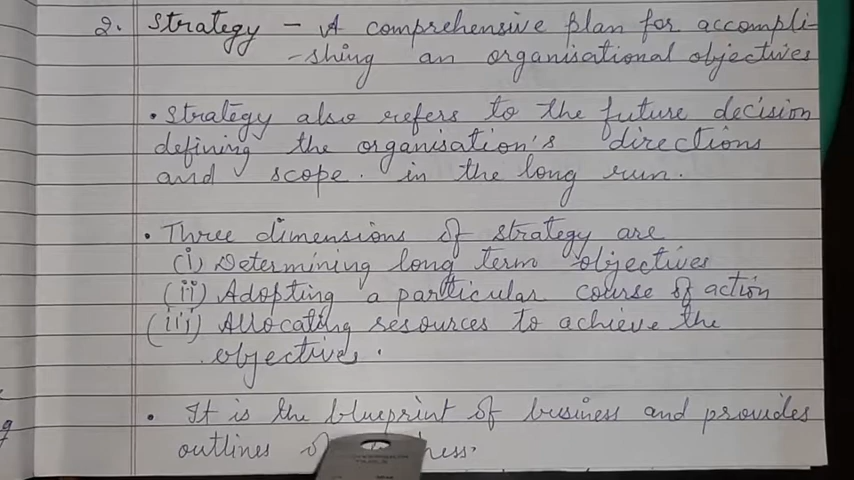 2. Strategy - A comprehensive plan for accompli-
-shing an organisational objectives
• Strategy also refers to the future decision
defining the organisation's directions
and scope. in the long run.
• Three dimensions of strategy are
(i) Determining long term objectives
(ii) Adopting a particular course of action
(iii) Allocating resources to achieve the
objectives.
• It is the blueprint of business and provides
outlines